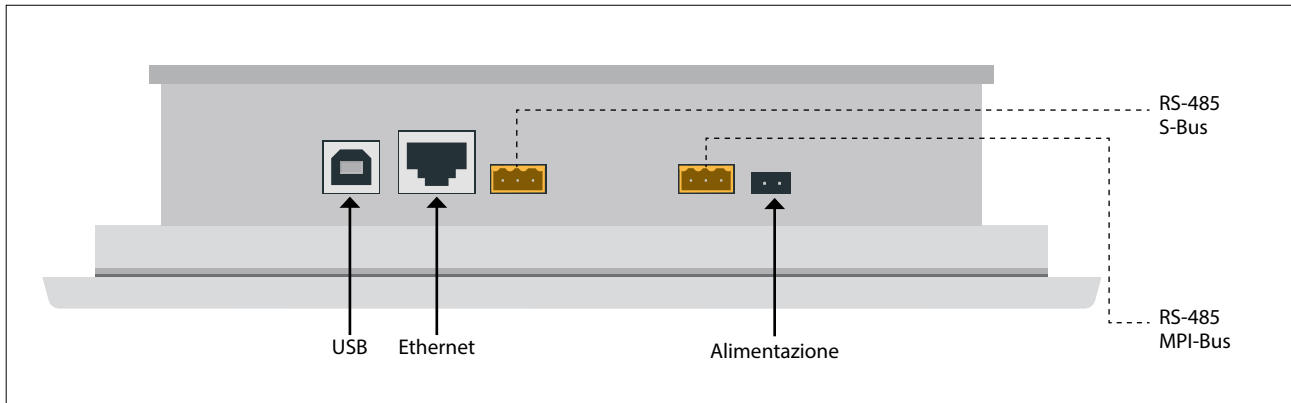 RS-485
S-Bus
RS-485
MPI-Bus
USB
Ethernet
Alimentazione